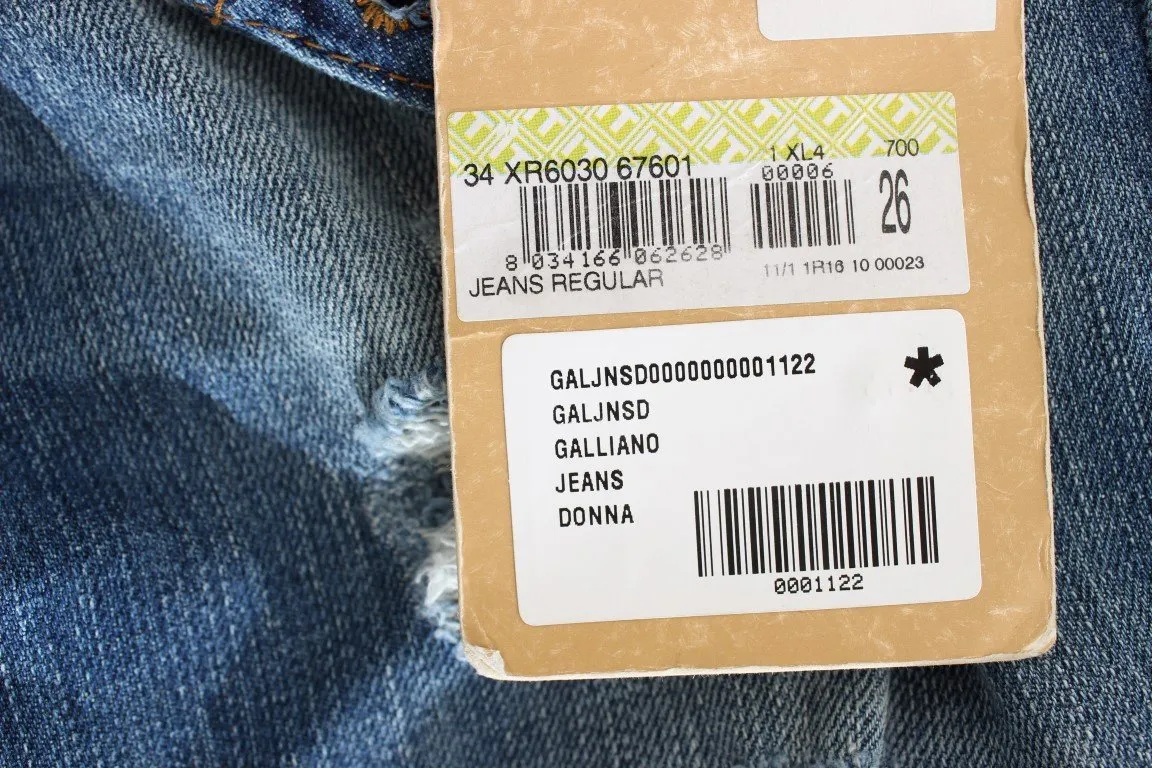 34 XR6030 67601
1 XL4
700
00006
26
8 034166 062628
JEANS REGULAR
11/1 1R16 10 00023
GALJNSD0000000001122
*
GALJNSD
GALLIANO
JEANS
DONNA
0001122